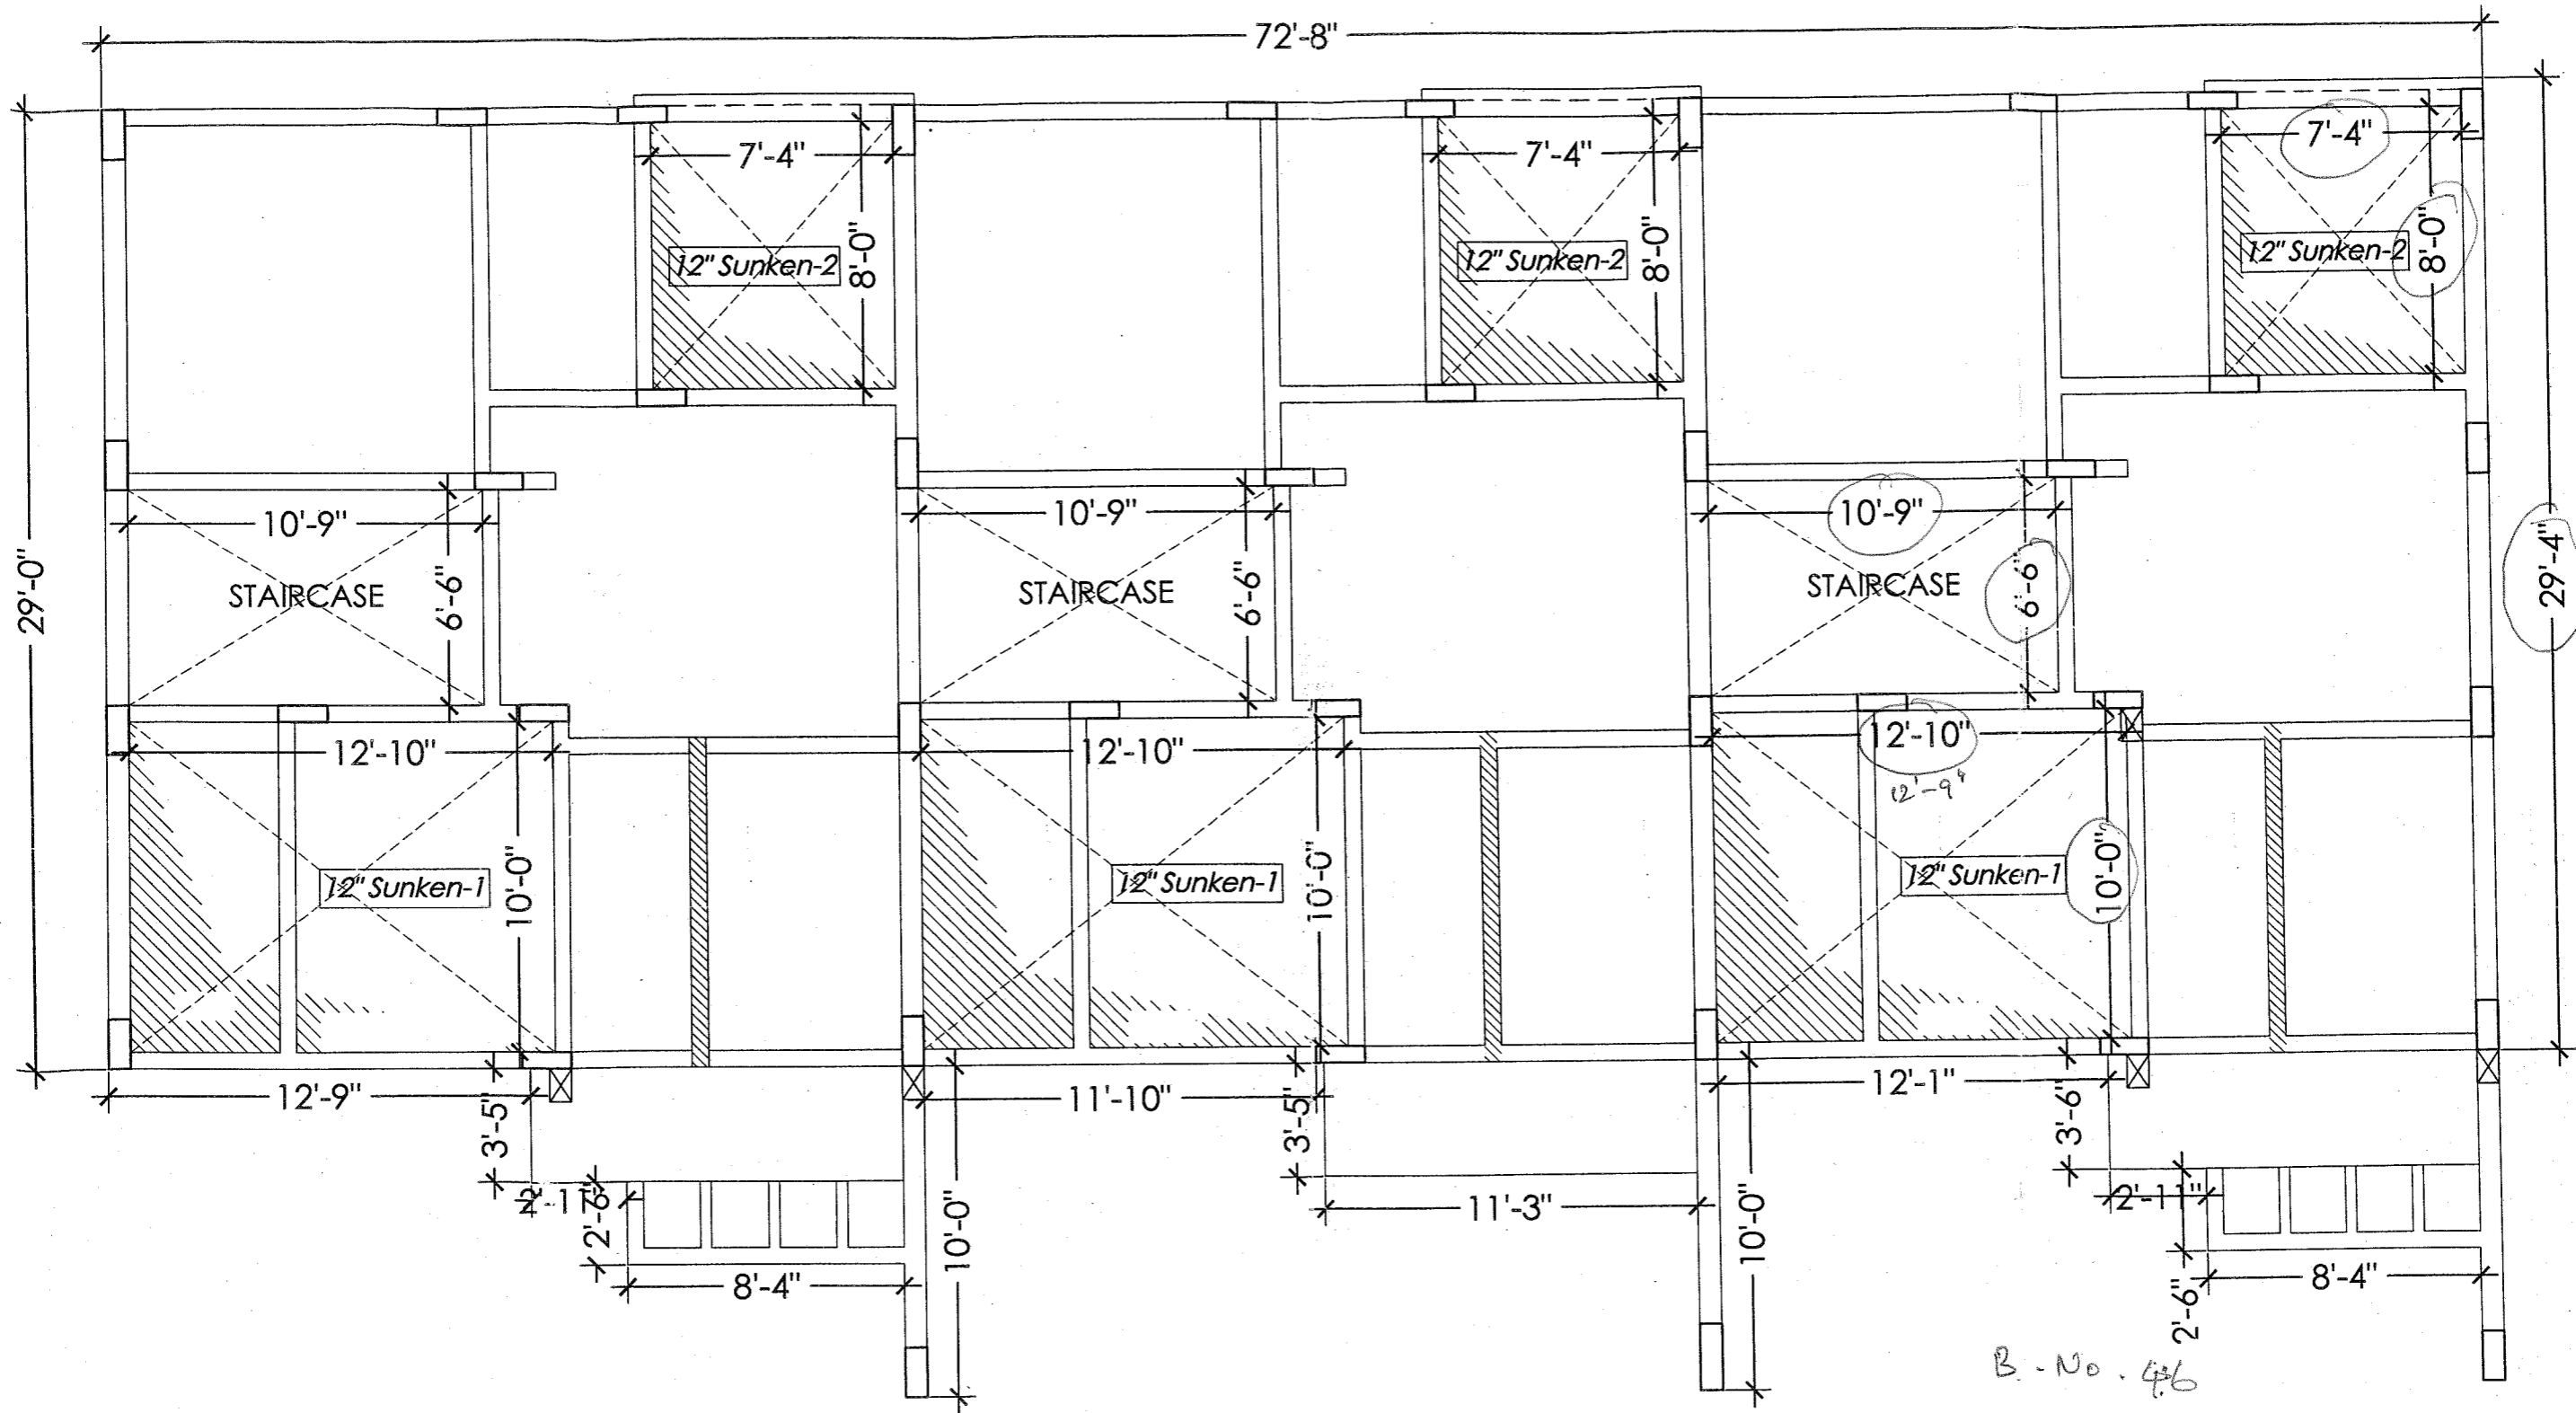 72'-8"
7'-4" 7'-4" 7'-4"
8'-0" 8'-0" 8'-0"
12" Sunken-2 12" Sunken-2 12" Sunken-2
10'-9" 10'-9" 10'-9"
29'-0" 29'-4"
STAIRCASE STAIRCASE STAIRCASE
6'-6" 6'-6" 6'-6"
12'-10" 12'-10" 12'-10"
12'-9"
12" Sunken-1 12" Sunken-1 12" Sunken-1
10'-0" 10'-0" 10'-0"
12'-9" 11'-10" 12'-1"
3'-5" 3'-5" 3'-6"
2'-11" 2'-11"
11'-3"
2'-6" 10'-0" 10'-0"
8'-4" 8'-4"
2'-6"
B. No. 46